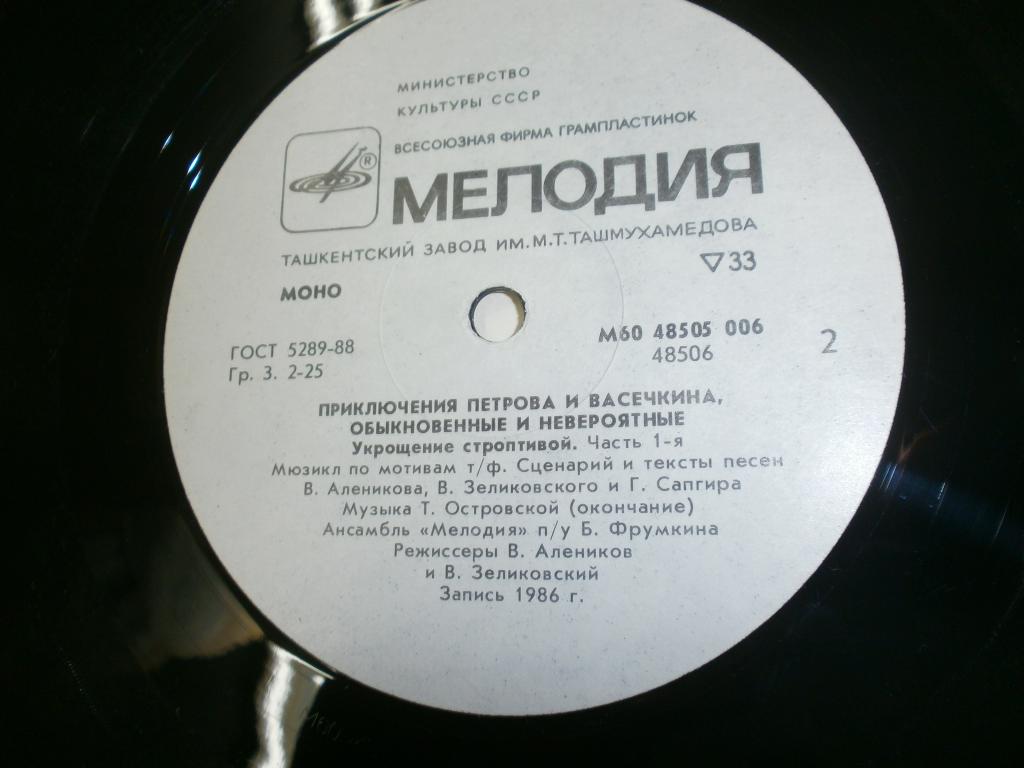 МИНИСТЕРСТВО
КУЛЬТУРЫ СССР
ВСЕСОЮЗНАЯ ФИРМА ГРАМПЛАСТИНОК
®
МЕЛОДИЯ
ТАШКЕНТСКИЙ ЗАВОД ИМ. М.Т. ТАШМУХАМЕДОВА
▽33
МОНО
ГОСТ 5289-88
Гр. 3. 2-25
М60 48505 006
48506
2
ПРИКЛЮЧЕНИЯ ПЕТРОВА И ВАСЕЧКИНА,
ОБЫКНОВЕННЫЕ И НЕВЕРОЯТНЫЕ
Укрощение строптивой. Часть 1-я
Мюзикл по мотивам т/ф. Сценарий и тексты песен
В. Аленикова, В. Зеликовского и Г. Сапгира
Музыка Т. Островской (окончание)
Ансамбль «Мелодия» п/у Б. Фрумкина
Режиссеры В. Алеников
и В. Зеликовский
Запись 1986 г.